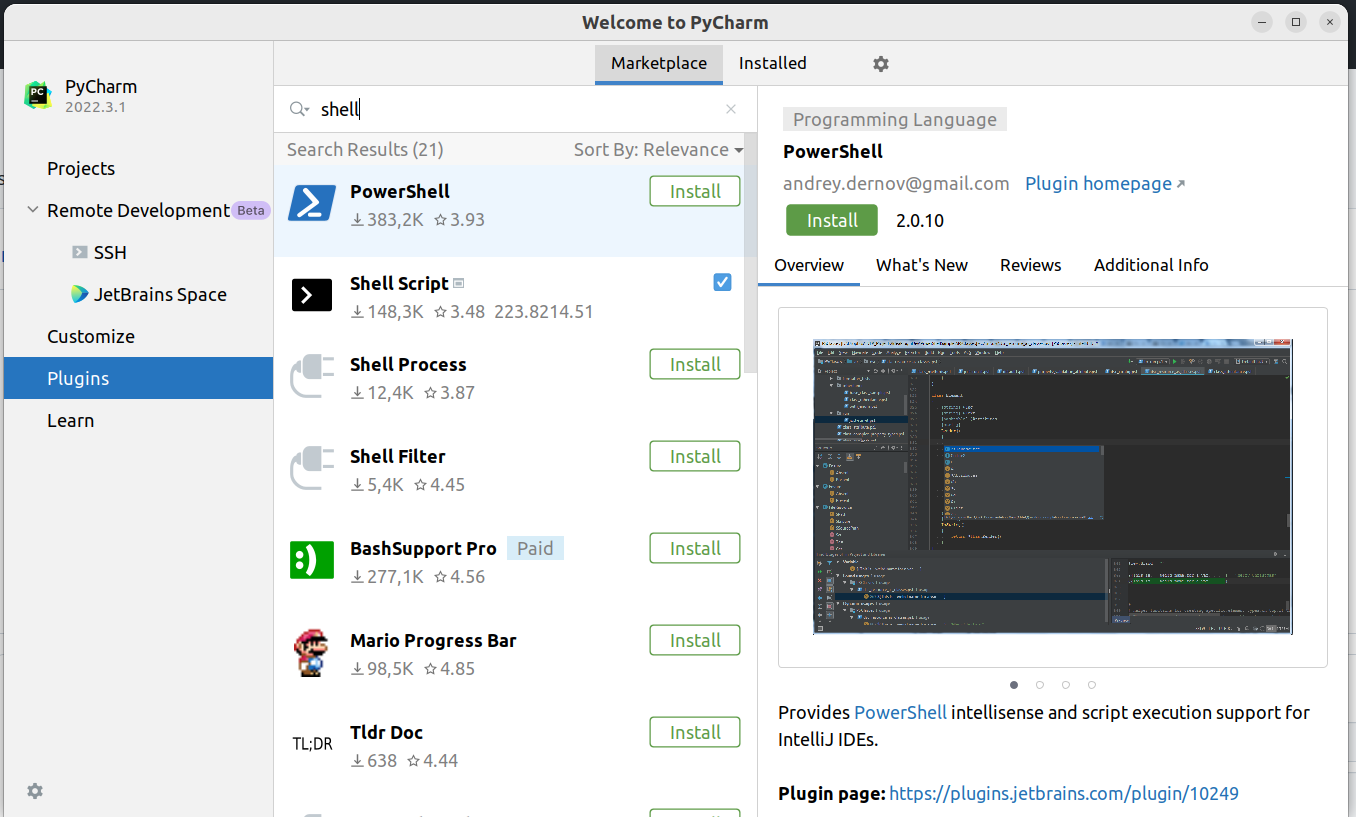 Welcome to PyCharm
PyCharm
2022.3.1
Projects
Remote Development Beta
SSH
JetBrains Space
Customize
Plugins
Learn
Marketplace Installed
shell
Search Results (21) Sort By: Relevance
PowerShell Install
383,2K 3.93
Shell Script
148,3K 3.48 223.8214.51
Shell Process Install
12,4K 3.87
Shell Filter Install
5,4K 4.45
BashSupport Pro Paid Install
277,1K 4.56
Mario Progress Bar Install
98,5K 4.85
TL;DR
Tldr Doc Install
638 4.44
Programming Language
PowerShell
andrey.dernov@gmail.com Plugin homepage
Install 2.0.10
Overview What's New Reviews Additional Info
Provides PowerShell intellisense and script execution support for
IntelliJ IDEs.
Plugin page: https://plugins.jetbrains.com/plugin/10249